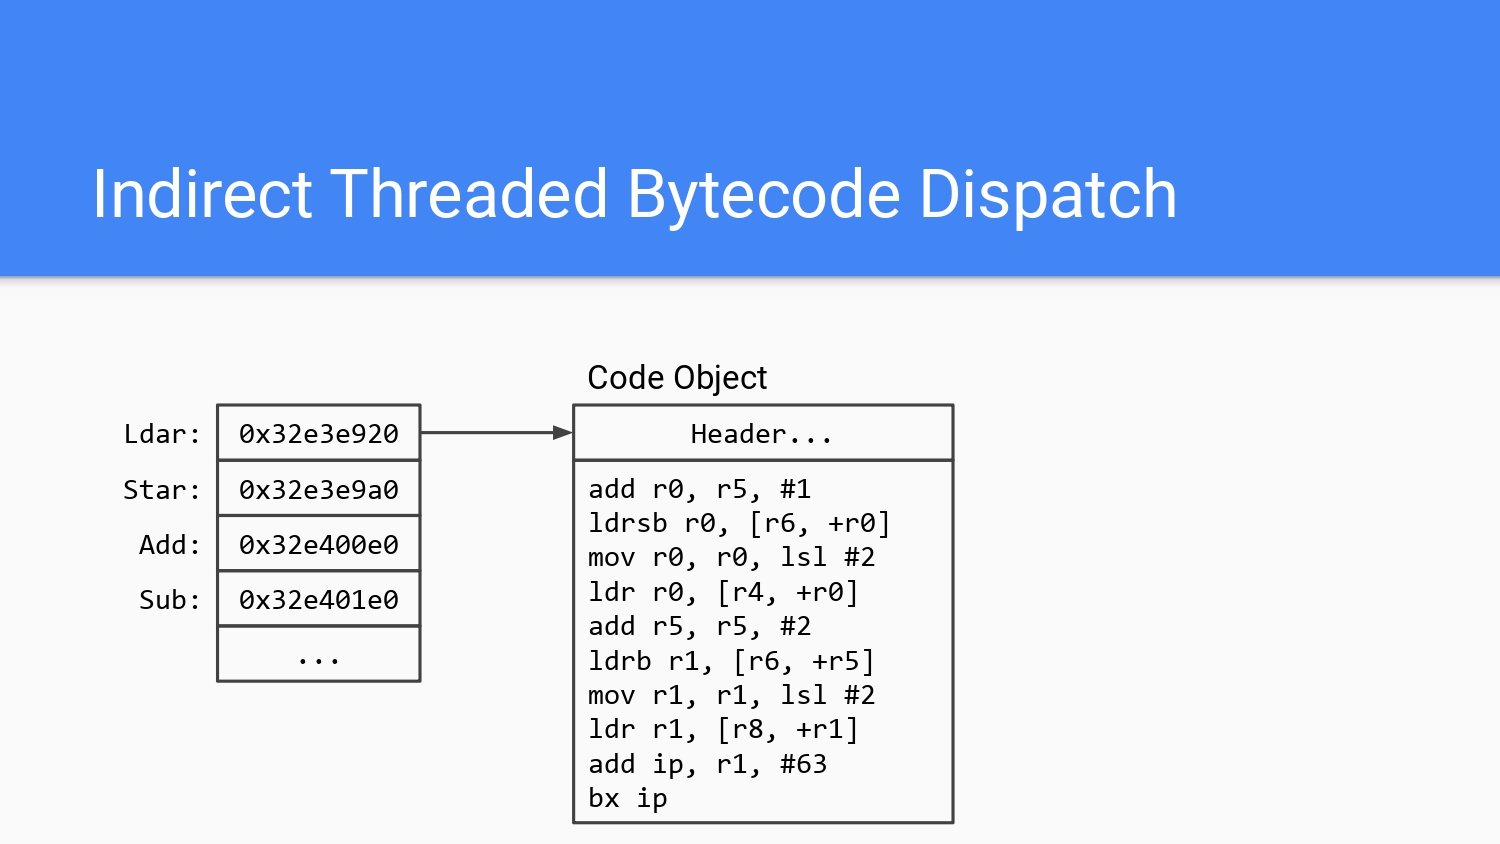 Indirect Threaded Bytecode Dispatch
Code Object
Ldar: 0x32e3e920
Star: 0x32e3e9a0
Add: 0x32e400e0
Sub: 0x32e401e0
...
Header...
add r0, r5, #1
ldrsb r0, [r6, +r0]
mov r0, r0, lsl #2
ldr r0, [r4, +r0]
add r5, r5, #2
ldrb r1, [r6, +r5]
mov r1, r1, lsl #2
ldr r1, [r8, +r1]
add ip, r1, #63
bx ip